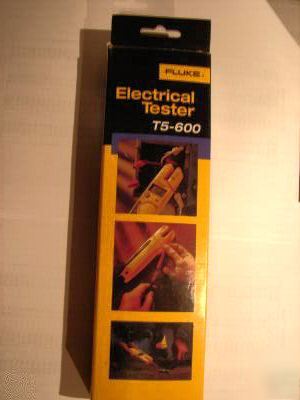 FLUKE
Electrical
Tester
T5-600